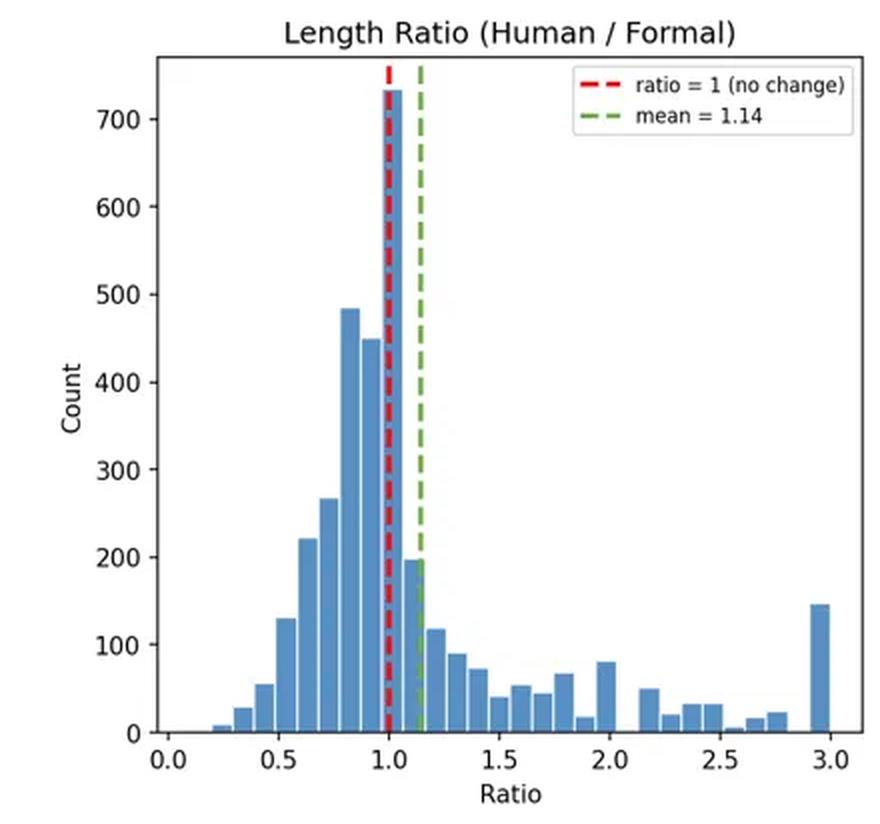 Length Ratio (Human / Formal)
ratio = 1 (no change)
mean = 1.14
700
600
500
400
300
200
100
0
Count
0.0 0.5 1.0 1.5 2.0 2.5 3.0
Ratio